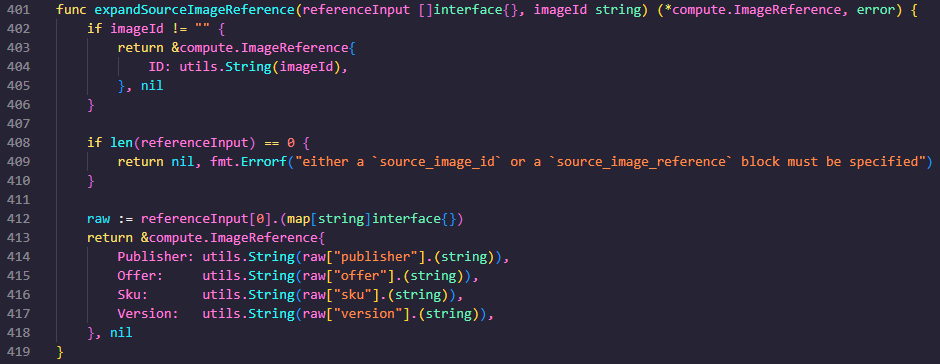 401 func expandSourceImageReference(referenceInput []interface{}, imageId string) (*compute.ImageReference, error) {
402     if imageId != "" {
403         return &compute.ImageReference{
404             ID: utils.String(imageId),
405         }, nil
406     }
407
408     if len(referenceInput) == 0 {
409         return nil, fmt.Errorf("either a `source_image_id` or a `source_image_reference` block must be specified")
410     }
411
412     raw := referenceInput[0].(map[string]interface{})
413     return &compute.ImageReference{
414         Publisher: utils.String(raw["publisher"].(string)),
415         Offer:     utils.String(raw["offer"].(string)),
416         Sku:       utils.String(raw["sku"].(string)),
417         Version:   utils.String(raw["version"].(string)),
418     }, nil
419 }